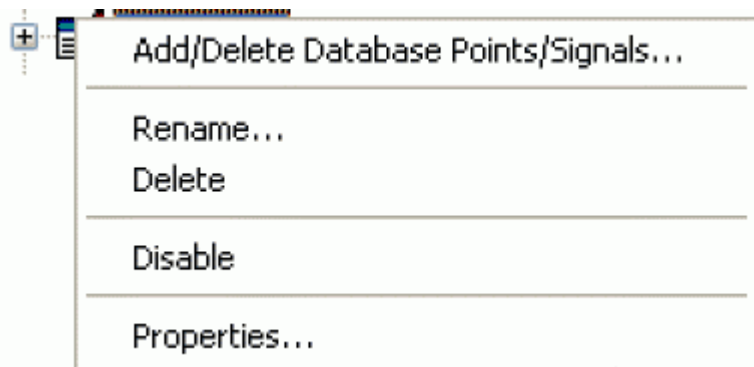 Add/Delete Database Points/Signals...
Rename...
Delete
Disable
Properties...